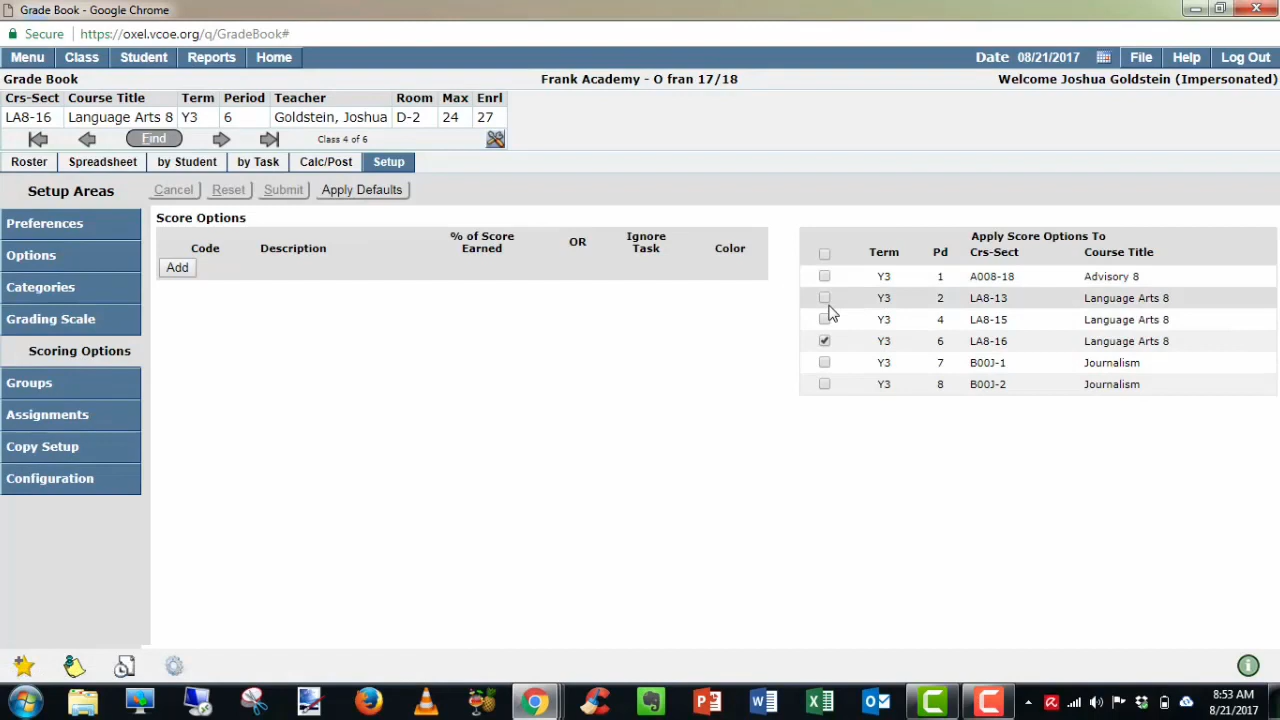 Grade Book - Google Chrome
Secure | https://oxel.vcoe.org/q/GradeBook#
Menu Class Student Reports Home Date 08/21/2017 File Help Log Out
Grade Book Frank Academy - O fran 17/18 Welcome Joshua Goldstein (Impersonated)
Crs-Sect Course Title Term Period Teacher Room Max Enrl
LA8-16 Language Arts 8 Y3 6 Goldstein, Joshua D-2 24 27
Find Class 4 of 6
Roster Spreadsheet by Student by Task Calc/Post Setup
Setup Areas Cancel Reset Submit Apply Defaults
Preferences
Options
Categories
Grading Scale
Scoring Options
Groups
Assignments
Copy Setup
Configuration
Score Options
Code Description % of Score Earned OR Ignore Task Color
Add
Apply Score Options To
Term Pd Crs-Sect Course Title
Y3 1 A008-18 Advisory 8
Y3 2 LA8-13 Language Arts 8
Y3 4 LA8-15 Language Arts 8
Y3 6 LA8-16 Language Arts 8
Y3 7 B00J-1 Journalism
Y3 8 B00J-2 Journalism
8:53 AM
8/21/2017